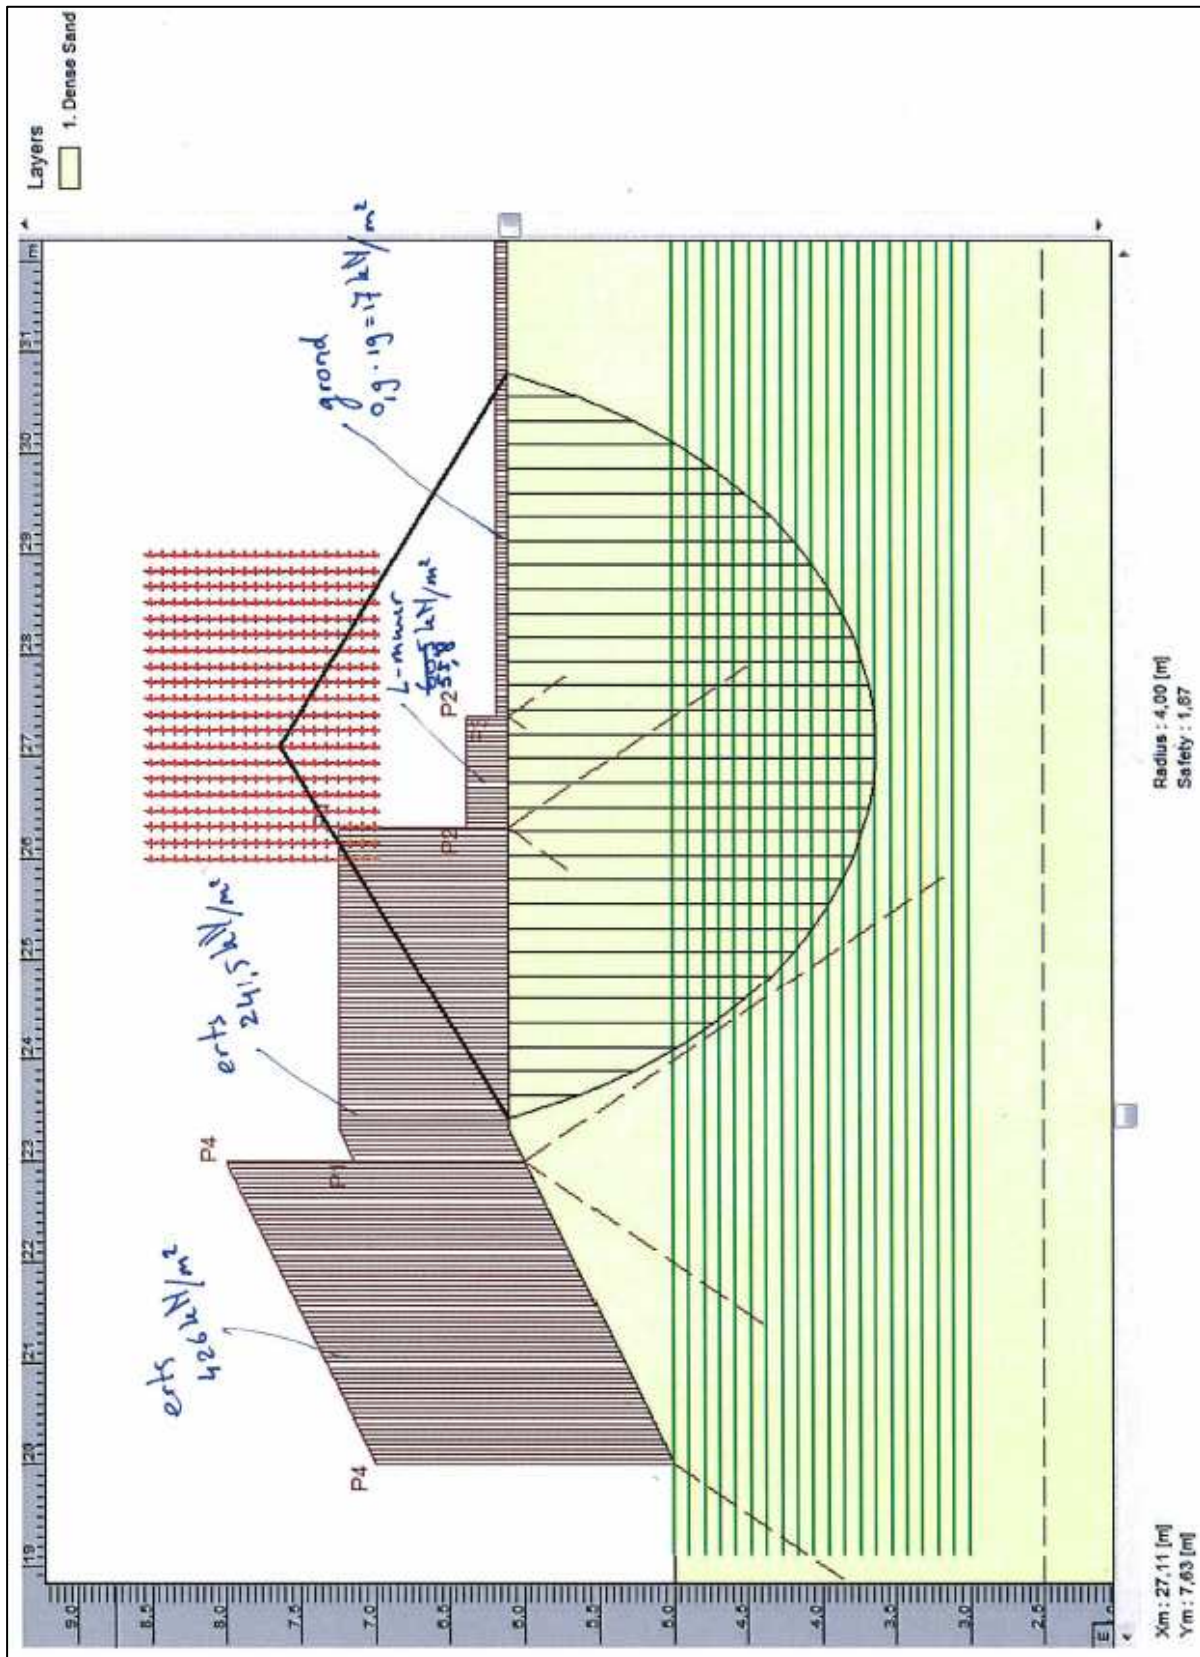 Layers
1. Dense Sand
19 20 21 22 23 24 25 26 27 28 29 30 31 m
9,0
8,5
8,0
7,5
7,0
6,5
6,0
5,5
5,0
4,5
4,0
3,5
3,0
2,5
erts
426 kN/m²
erts
241,5 kN/m²
L-muur
55,8 kN/m²
grond
0,9 · 19 = 17 kN/m²
P4
P4
P1
P2
P2
Xm : 27,11 [m]
Ym : 7,63 [m]
Radius : 4,00 [m]
Safety : 1,67